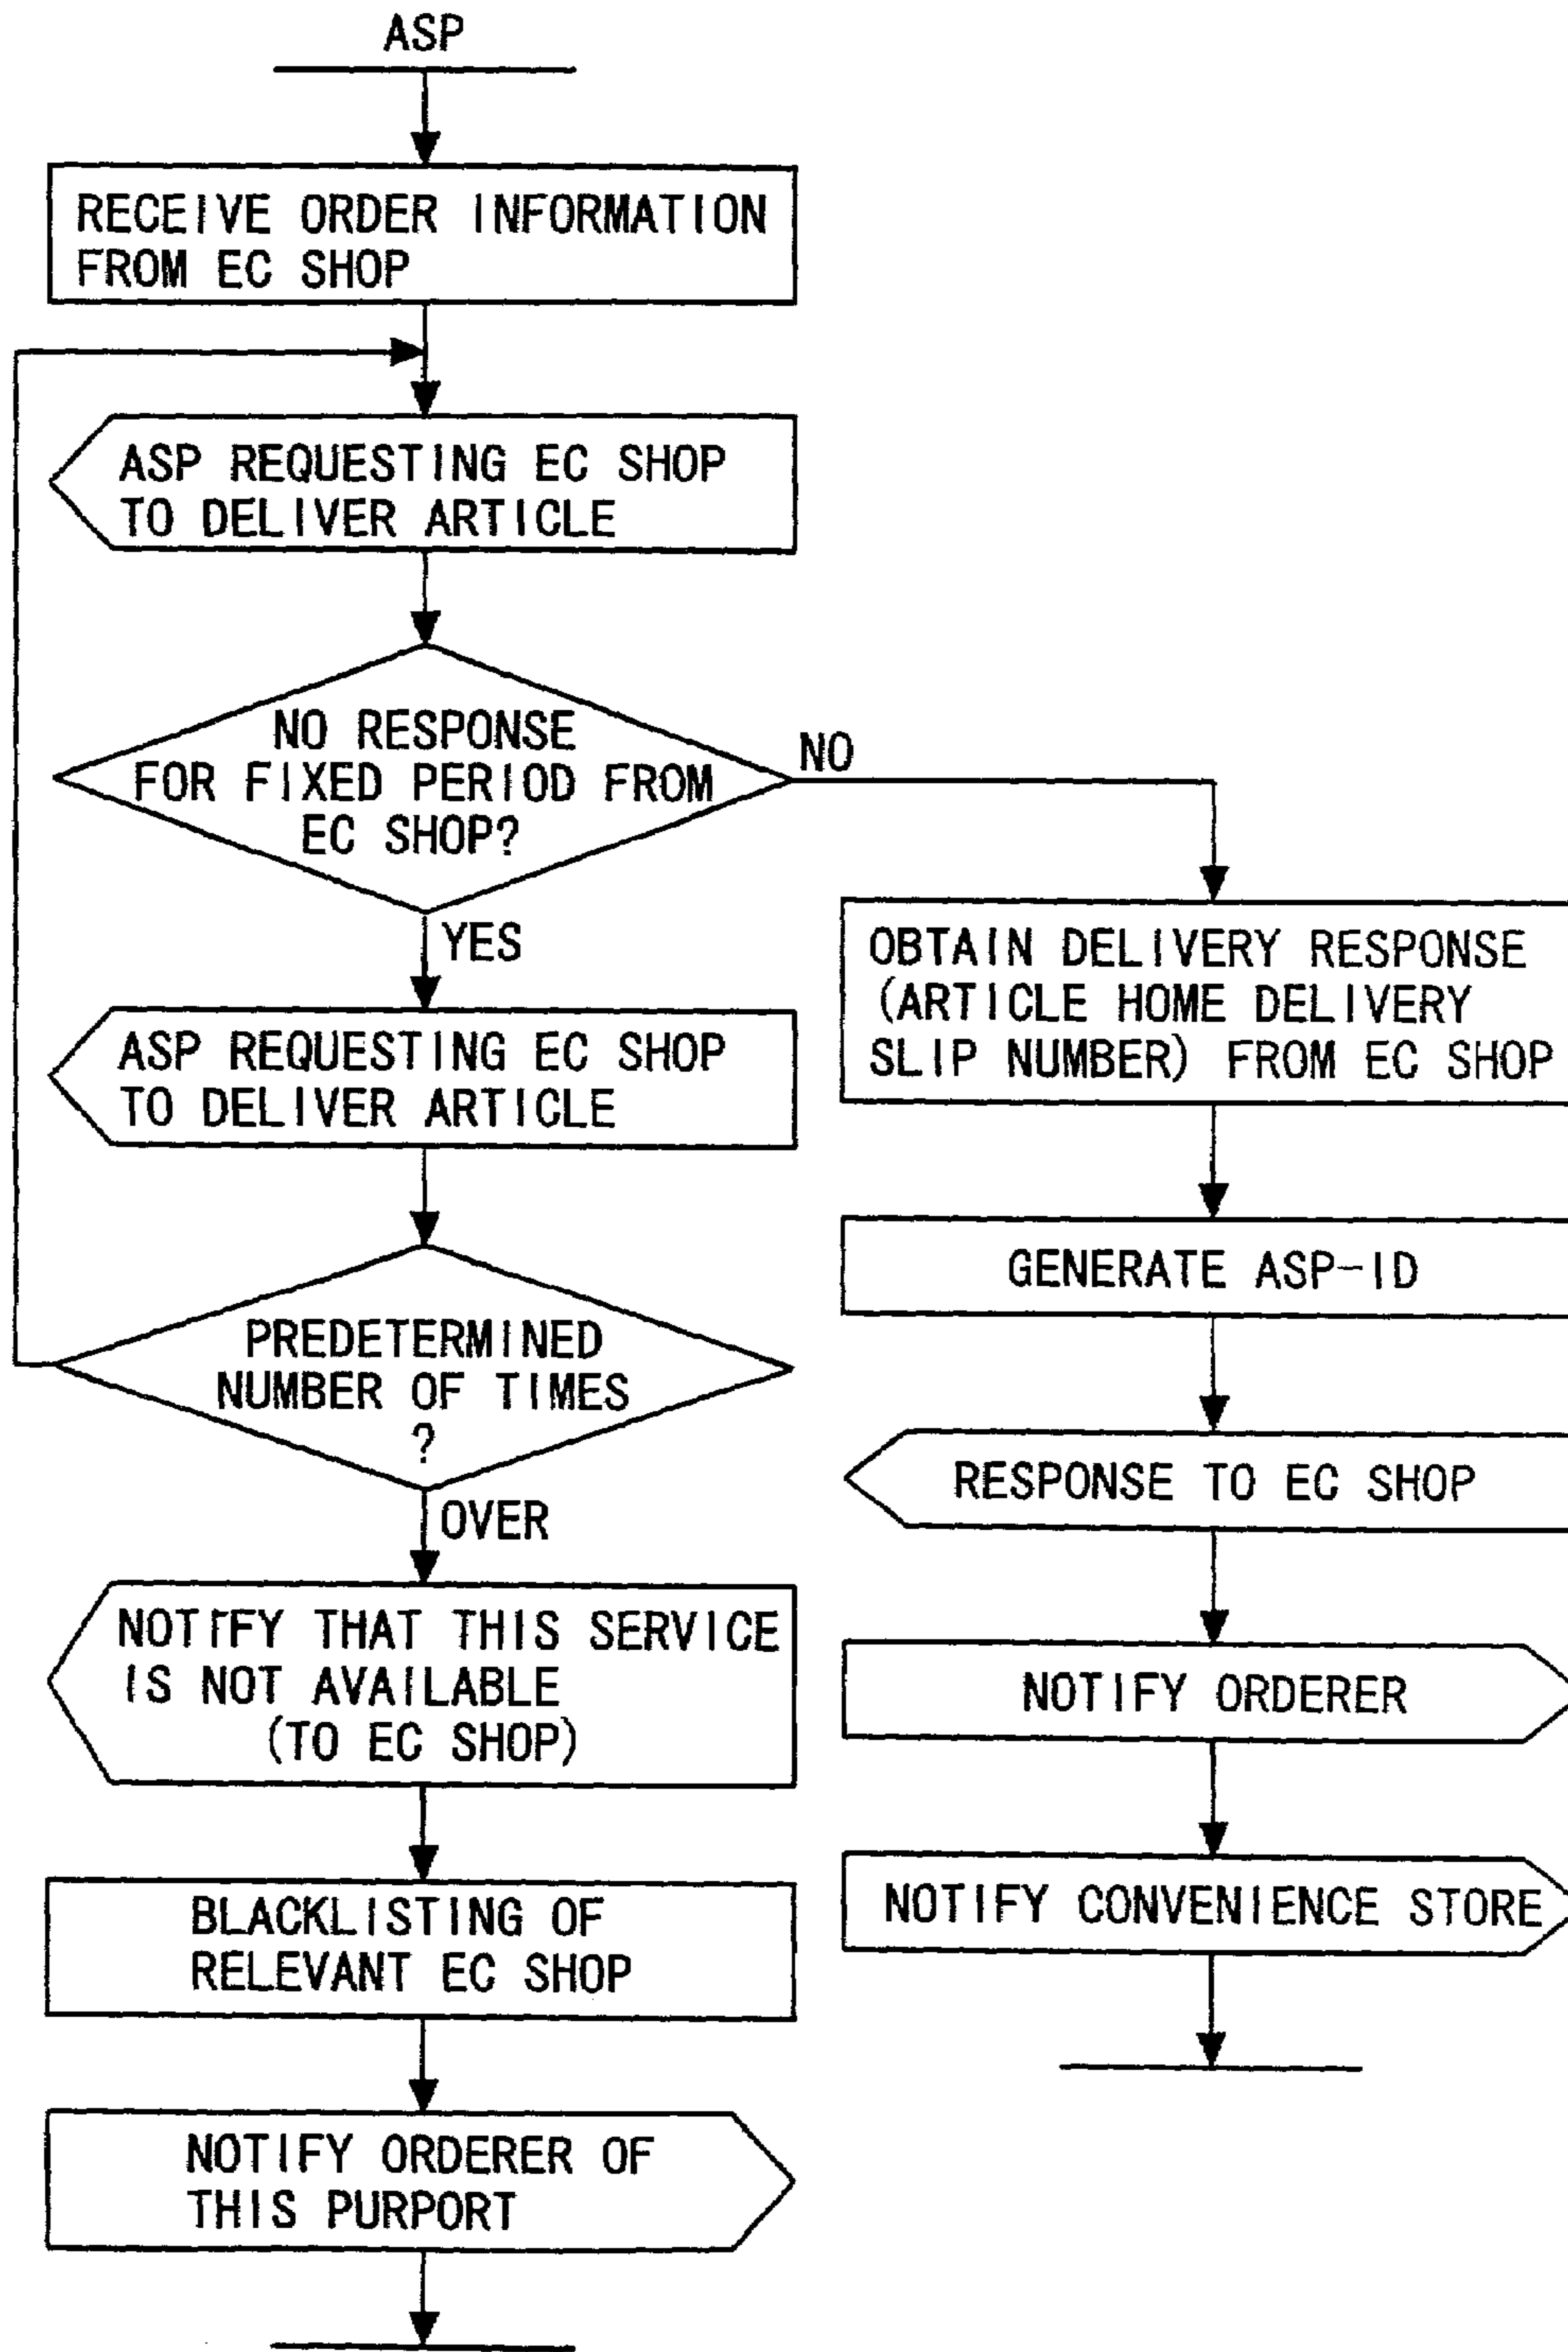 ASP
RECEIVE ORDER INFORMATION
FROM EC SHOP
ASP REQUESTING EC SHOP
TO DELIVER ARTICLE
NO RESPONSE
FOR FIXED PERIOD FROM
EC SHOP?
NO
YES
ASP REQUESTING EC SHOP
TO DELIVER ARTICLE
PREDETERMINED
NUMBER OF TIMES
?
OVER
NOTIFY THAT THIS SERVICE
IS NOT AVAILABLE
(TO EC SHOP)
BLACKLISTING OF
RELEVANT EC SHOP
NOTIFY ORDERER OF
THIS PURPORT
OBTAIN DELIVERY RESPONSE
(ARTICLE HOME DELIVERY
SLIP NUMBER) FROM EC SHOP
GENERATE ASP-ID
RESPONSE TO EC SHOP
NOTIFY ORDERER
NOTIFY CONVENIENCE STORE